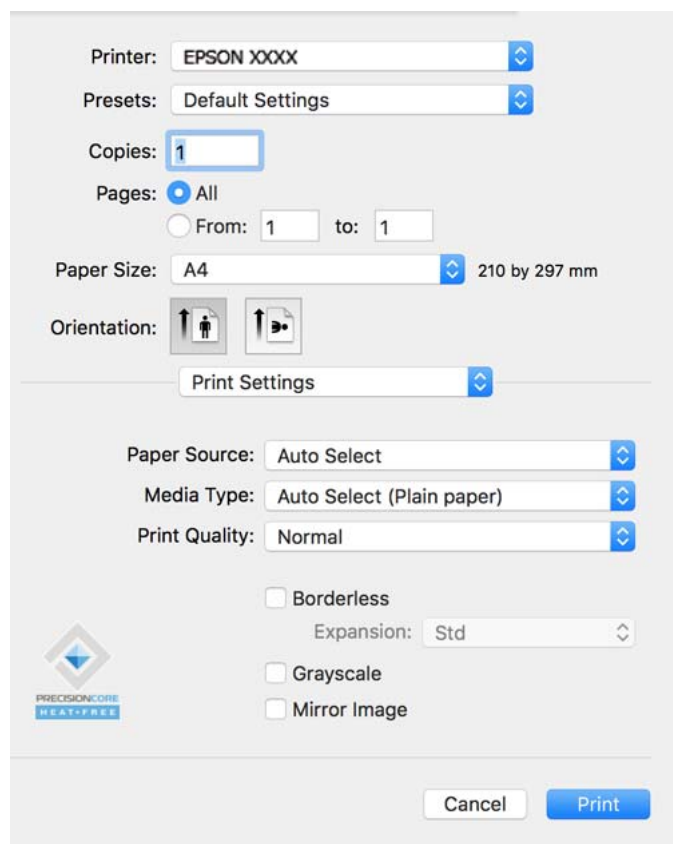 Printer: EPSON XXXX
Presets: Default Settings
Copies: 1
Pages: All
From: 1 to: 1
Paper Size: A4 210 by 297 mm
Orientation:
Print Settings
Paper Source: Auto Select
Media Type: Auto Select (Plain paper)
Print Quality: Normal
Borderless
Expansion: Std
Grayscale
PRECISIONCORE
HEAT-FREE
Mirror Image
Cancel Print